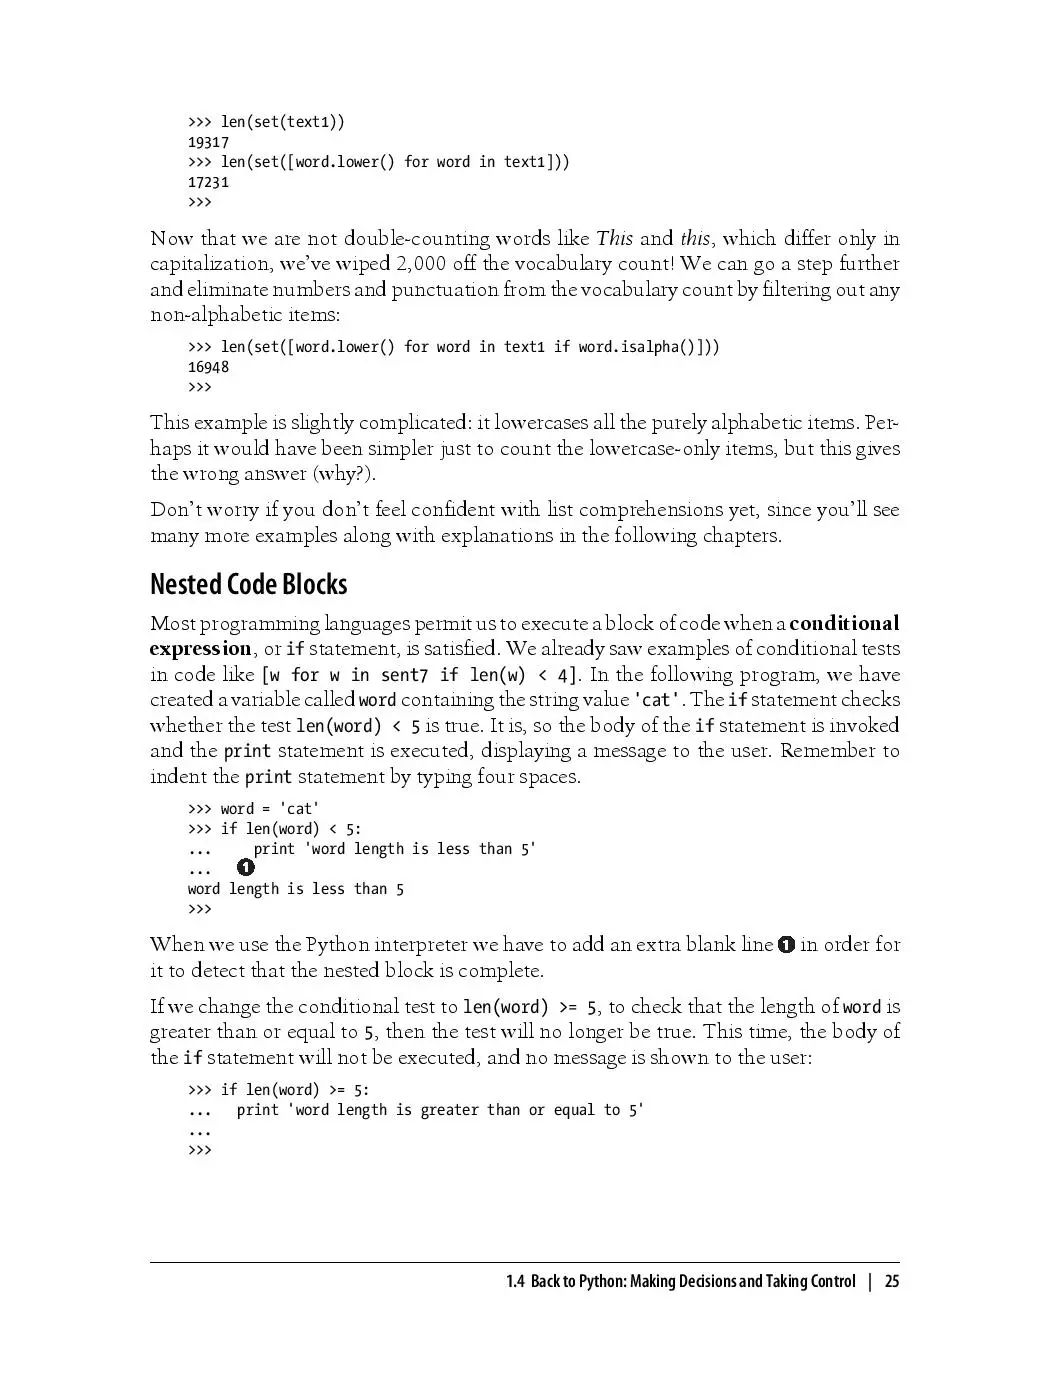 >>> len(set(text1))
19317
>>> len(set([word.lower() for word in text1]))
17231
>>>
Now that we are not double-counting words like This and this, which differ only in
capitalization, we’ve wiped 2,000 off the vocabulary count! We can go a step further
and eliminate numbers and punctuation from the vocabulary count by filtering out any
non-alphabetic items:
>>> len(set([word.lower() for word in text1 if word.isalpha()]))
16948
>>>
This example is slightly complicated: it lowercases all the purely alphabetic items. Per-
haps it would have been simpler just to count the lowercase-only items, but this gives
the wrong answer (why?).
Don’t worry if you don’t feel confident with list comprehensions yet, since you’ll see
many more examples along with explanations in the following chapters.
Nested Code Blocks
Most programming languages permit us to execute a block of code when a conditional
expression, or if statement, is satisfied. We already saw examples of conditional tests
in code like [w for w in sent7 if len(w) < 4]. In the following program, we have
created a variable called word containing the string value 'cat'. The if statement checks
whether the test len(word) < 5 is true. It is, so the body of the if statement is invoked
and the print statement is executed, displaying a message to the user. Remember to
indent the print statement by typing four spaces.
>>> word = 'cat'
>>> if len(word) < 5:
...     print 'word length is less than 5'
...   ❶
word length is less than 5
>>>
When we use the Python interpreter we have to add an extra blank line ❶ in order for
it to detect that the nested block is complete.
If we change the conditional test to len(word) >= 5, to check that the length of word is
greater than or equal to 5, then the test will no longer be true. This time, the body of
the if statement will not be executed, and no message is shown to the user:
>>> if len(word) >= 5:
...   print 'word length is greater than or equal to 5'
...
>>>
1.4 Back to Python: Making Decisions and Taking Control | 25